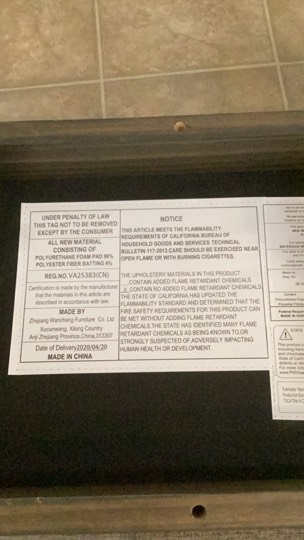 UNDER PENALTY OF LAW
THIS TAG NOT TO BE REMOVED
EXCEPT BY THE CONSUMER
ALL NEW MATERIAL
CONSISTING OF
POLYURETHANE FOAM PAD 96%
POLYESTER FIBER BATTING 4%
REG.NO.VA25383(CN)
Certification is made by the manufacturer
that the materials in this article are
described in accordance with law.
MADE BY
Zhejiang Wanchang Furniture Co. Ltd
Xucunwang, Xilong Country
Anji Zhejiang Province,China,313307
Date of Delivery2020/04/20
MADE IN CHINA
NOTICE
THIS ARTICLE MEETS THE FLAMMABILITY
REQUIREMENTS OF CALIFORNIA BUREAU OF
HOUSEHOLD GOODS AND SERVICES TECHNICAL
BULLETIN 117-2013.CARE SHOULD BE EXERCISED NEAR
OPEN FLAME OR WITH BURNING CIGARETTES.
THE UPHOLSTERY MATERIALS IN THIS PRODUCT:
__CONTAIN ADDED FLAME RETARDANT CHEMICALS
_X_CONTAIN NO ADDED FLAME RETARDANT CHEMICALS
THE STATE OF CALIFORNIA HAS UPDATED THE
FLAMMABILITY STANDARD AND DETERMINED THAT THE
FIRE SAFETY REQUIREMENTS FOR THIS PRODUCT CAN
BE MET WITHOUT ADDING FLAME RETARDANT
CHEMICALS.THE STATE HAS IDENTIFIED MANY FLAME
RETARDANT CHEMICALS AS BEING KNOWN TO,OR
STRONGLY SUSPECTED OF,ADVERSELY IMPACTING
HUMAN HEALTH OR DEVELOPMENT.